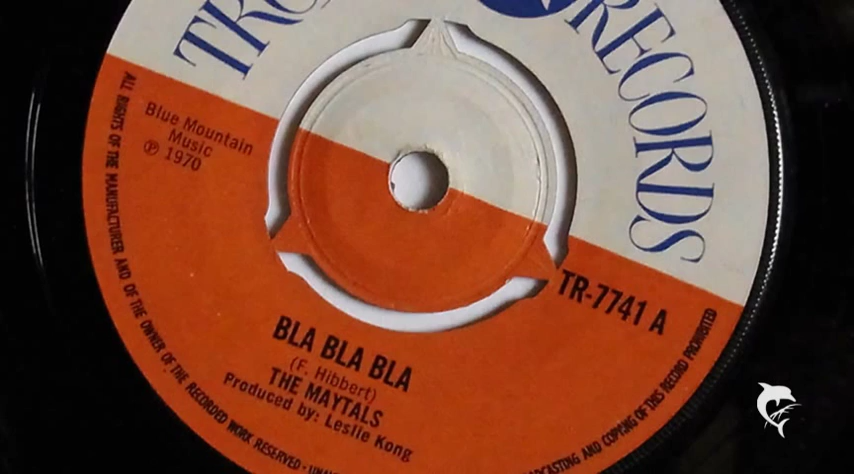 RECORDS
Blue Mountain
Music
℗ 1970
TR-7741 A
BLA BLA BLA
(F. Hibbert)
THE MAYTALS
Produced by: Leslie Kong
ALL RIGHTS OF THE MANUFACTURER AND OF THE OWNER OF THE RECORDED WORK RESERVED -
AND COPYING OF THIS RECORD PROHIBITED